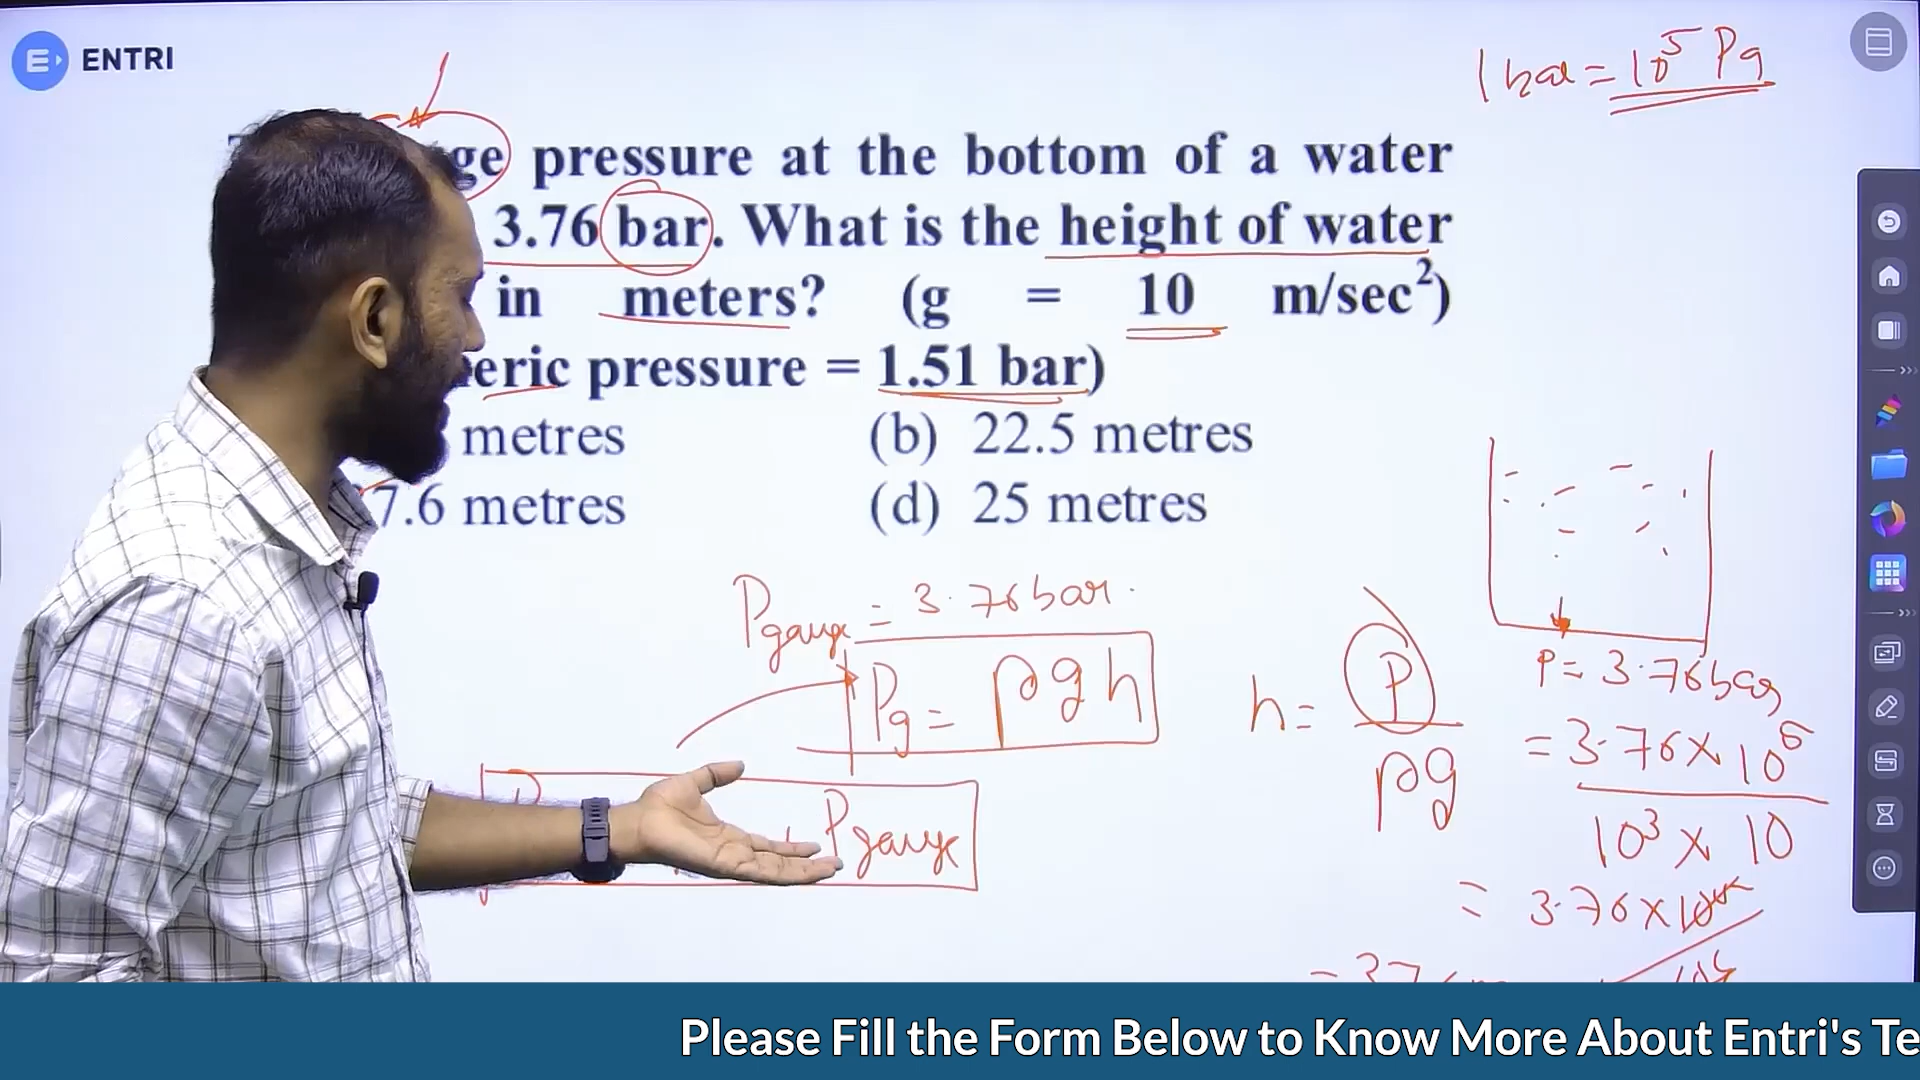 ENTRI
1 bar = 10⁵ Pa
ge pressure at the bottom of a water
3.76 bar. What is the height of water
in meters? (g = 10 m/sec²)
eric pressure = 1.51 bar)
metres (b) 22.5 metres
7.6 metres (d) 25 metres
Pgauge = 3.76 bar.
Pg = ρgh
h = P / ρg
P = 3.76 bar
= 3.76 × 10⁵
10³ × 10
= 3.76 × 10
+ Pgauge
Please Fill the Form Below to Know More About Entri's Te